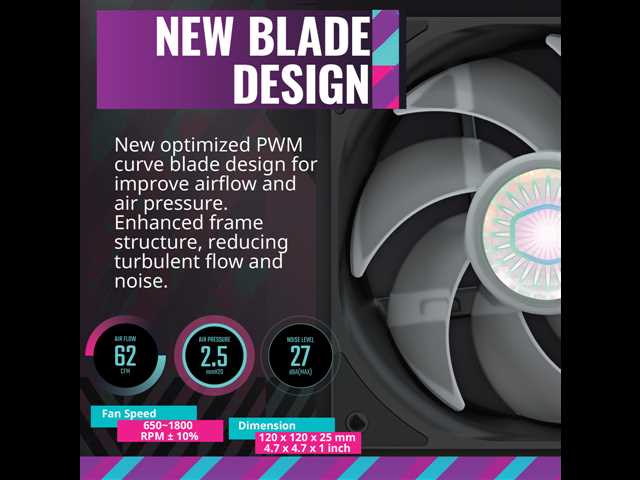 NEW BLADE
DESIGN
New optimized PWM
curve blade design for
improve airflow and
air pressure.
Enhanced frame
structure, reducing
turbulent flow and
noise.
AIR FLOW
62
CFM
AIR PRESSURE
2.5
mmH2O
NOISE LEVEL
27
dBA(MAX)
Fan Speed
650~1800
RPM ± 10%
Dimension
120 x 120 x 25 mm
4.7 x 4.7 x 1 inch